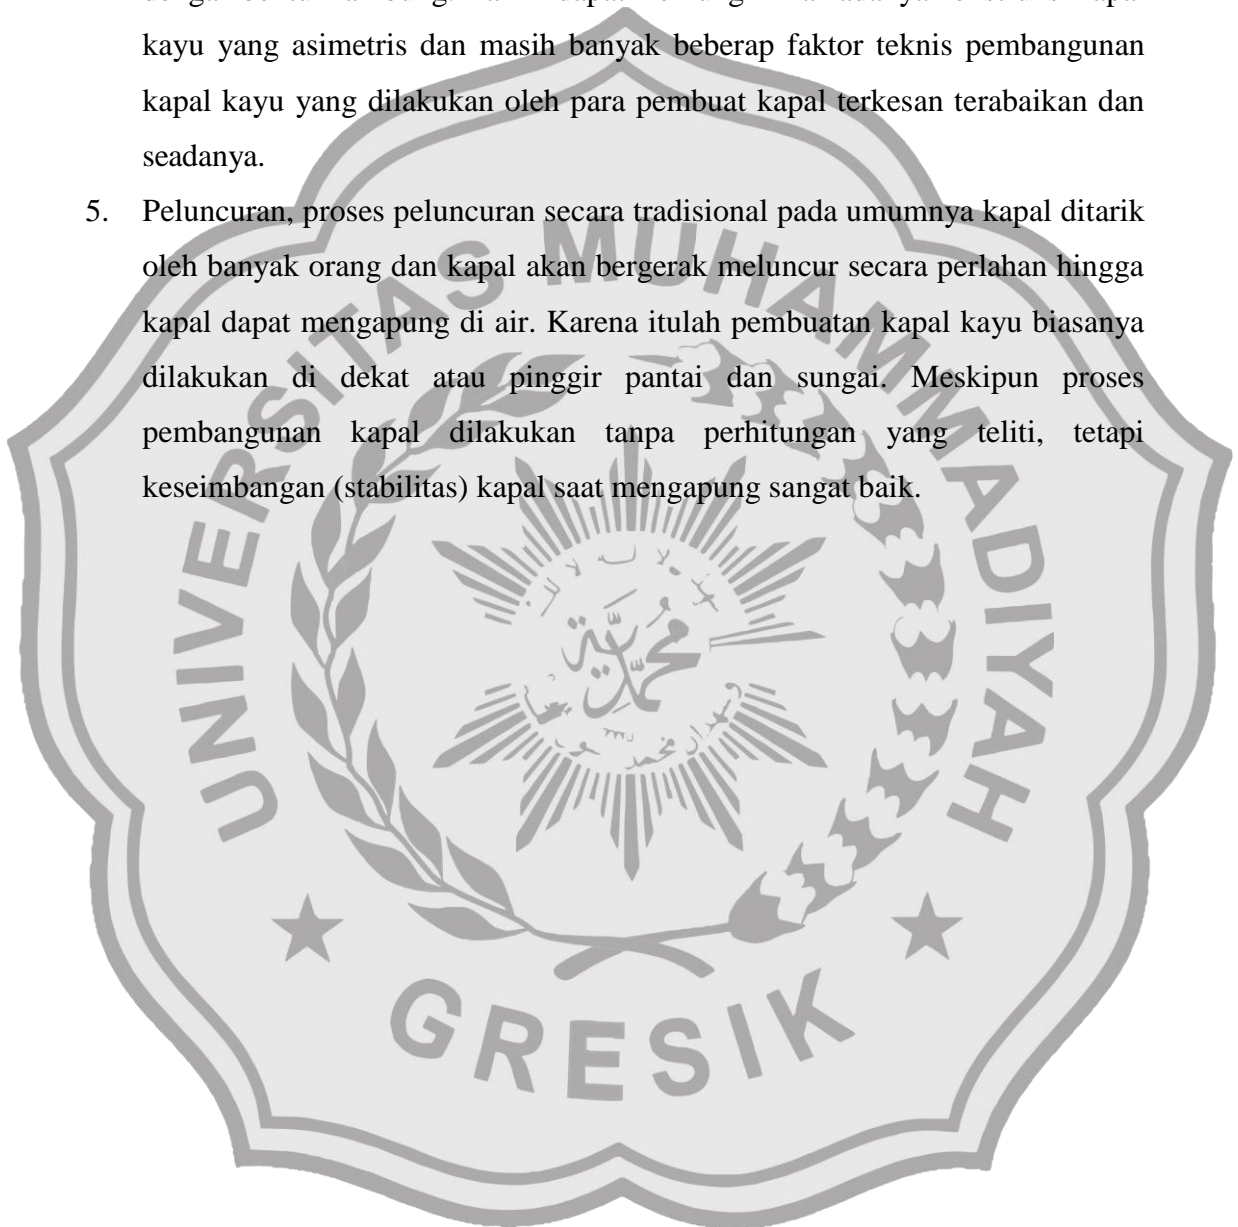 kayu yang asimetris dan masih banyak beberap faktor teknis pembangunan
kapal kayu yang dilakukan oleh para pembuat kapal terkesan terabaikan dan
seadanya.
5. Peluncuran, proses peluncuran secara tradisional pada umumnya kapal ditarik
oleh banyak orang dan kapal akan bergerak meluncur secara perlahan hingga
kapal dapat mengapung di air. Karena itulah pembuatan kapal kayu biasanya
dilakukan di dekat atau pinggir pantai dan sungai. Meskipun proses
pembangunan kapal dilakukan tanpa perhitungan yang teliti, tetapi
keseimbangan (stabilitas) kapal saat mengapung sangat baik.
UNIVERSITAS MUHAMMADIYAH
محمدية
GRESIK